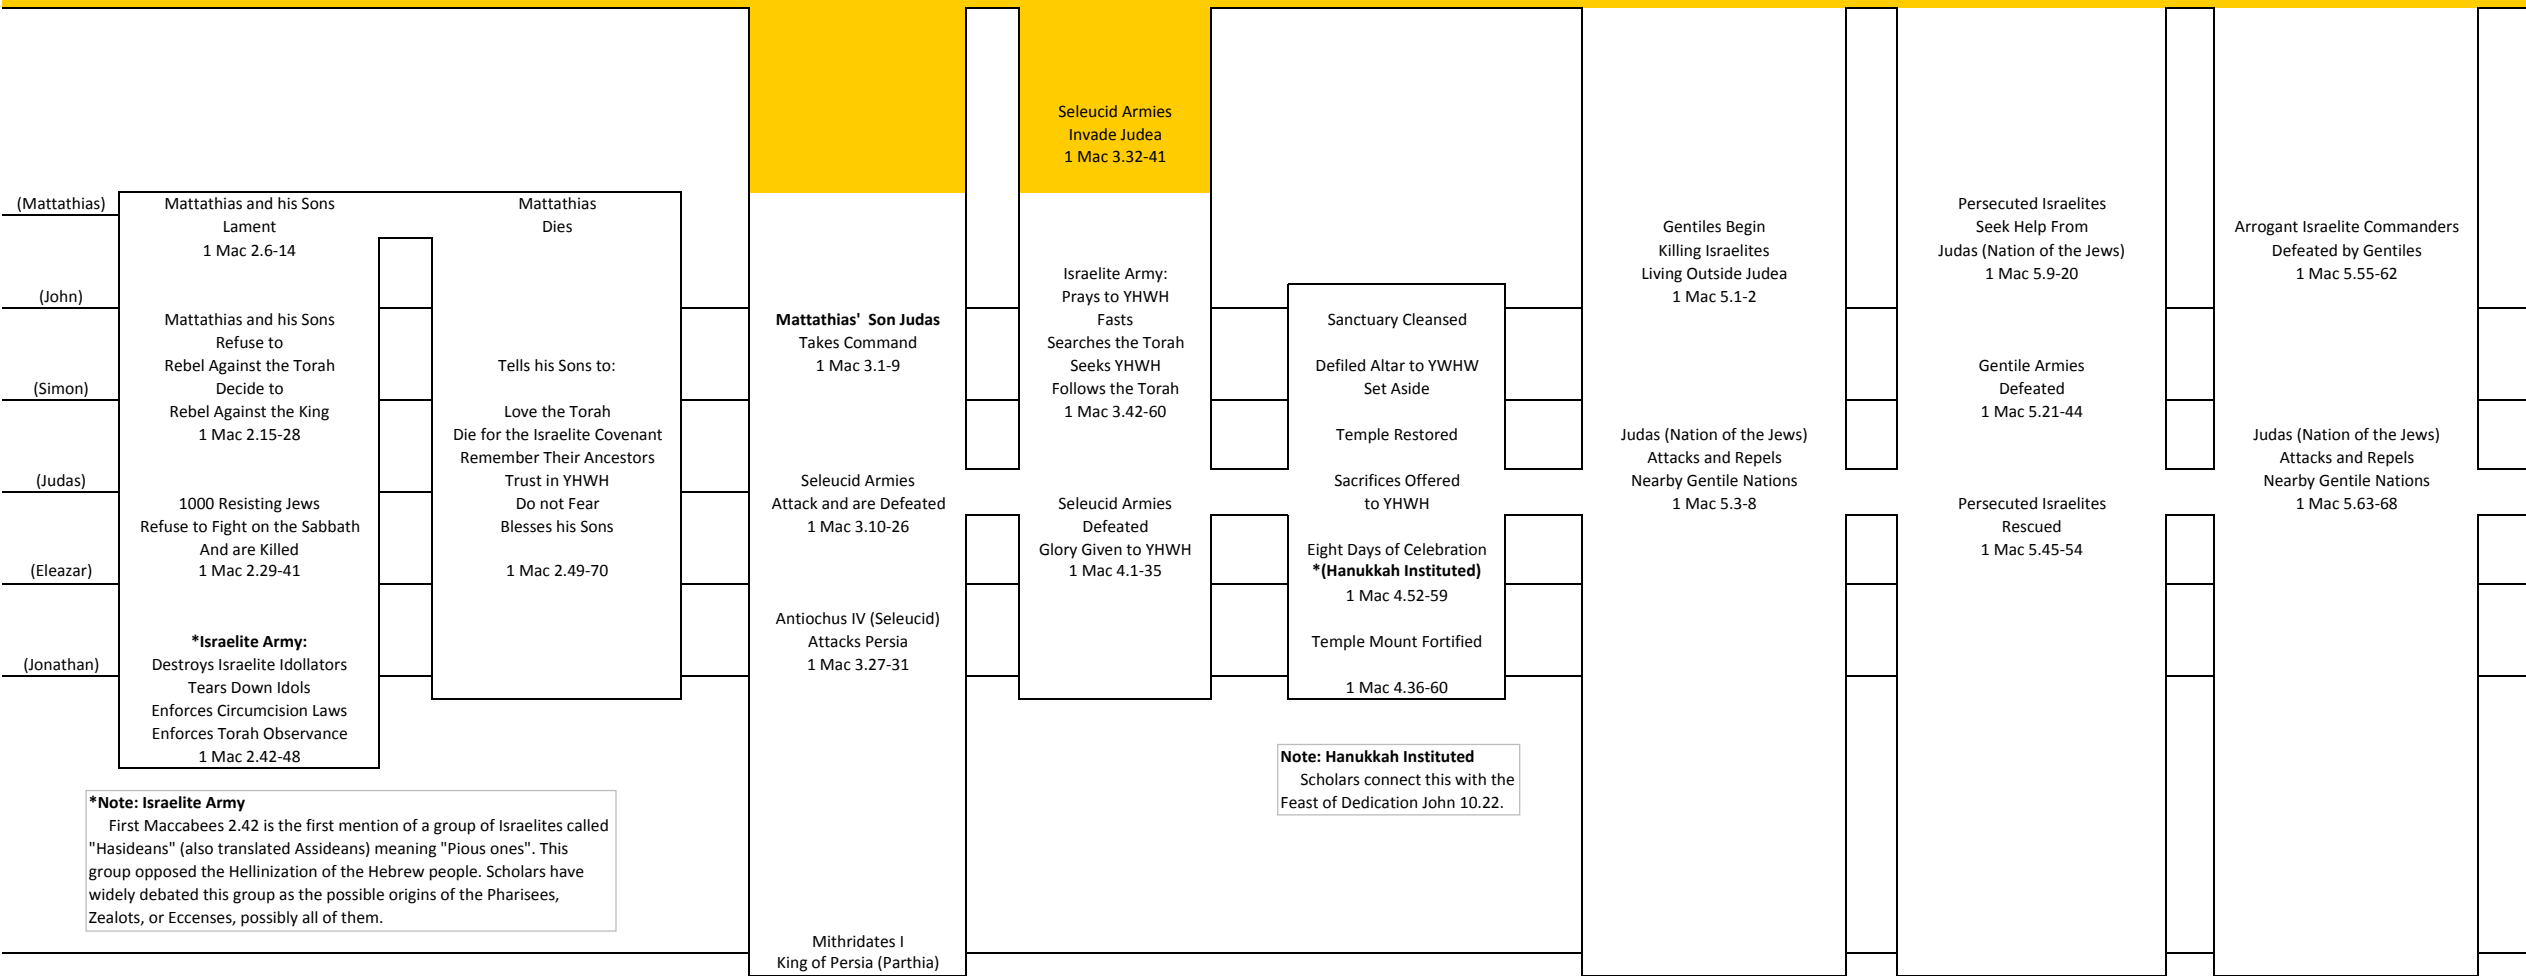 (Mattathias)
(John)
(Simon)
(Judas)
(Eleazar)
(Jonathan)
Mattathias and his Sons
Lament
1 Mac 2.6-14
Mattathias and his Sons
Refuse to
Rebel Against the Torah
Decide to
Rebel Against the King
1 Mac 2.15-28
1000 Resisting Jews
Refuse to Fight on the Sabbath
And are Killed
1 Mac 2.29-41
*Israelite Army:
Destroys Israelite Idollators
Tears Down Idols
Enforces Circumcision Laws
Enforces Torah Observance
1 Mac 2.42-48
*Note: Israelite Army
First Maccabees 2.42 is the first mention of a group of Israelites called
"Hasideans" (also translated Assideans) meaning "Pious ones". This
group opposed the Hellinization of the Hebrew people. Scholars have
widely debated this group as the possible origins of the Pharisees,
Zealots, or Eccenses, possibly all of them.
Mattathias
Dies
Tells his Sons to:
Love the Torah
Die for the Israelite Covenant
Remember Their Ancestors
Trust in YHWH
Do not Fear
Blesses his Sons
1 Mac 2.49-70
Mattathias' Son Judas
Takes Command
1 Mac 3.1-9
Seleucid Armies
Attack and are Defeated
1 Mac 3.10-26
Antiochus IV (Seleucid)
Attacks Persia
1 Mac 3.27-31
Mithridates I
King of Persia (Parthia)
Seleucid Armies
Invade Judea
1 Mac 3.32-41
Israelite Army:
Prays to YHWH
Fasts
Searches the Torah
Seeks YHWH
Follows the Torah
1 Mac 3.42-60
Seleucid Armies
Defeated
Glory Given to YHWH
1 Mac 4.1-35
Sanctuary Cleansed
Defiled Altar to YWHW
Set Aside
Temple Restored
Sacrifices Offered
to YHWH
Eight Days of Celebration
*(Hanukkah Instituted)
1 Mac 4.52-59
Temple Mount Fortified
1 Mac 4.36-60
Note: Hanukkah Instituted
Scholars connect this with the
Feast of Dedication John 10.22.
Gentiles Begin
Killing Israelites
Living Outside Judea
1 Mac 5.1-2
Judas (Nation of the Jews)
Attacks and Repels
Nearby Gentile Nations
1 Mac 5.3-8
Persecuted Israelites
Seek Help From
Judas (Nation of the Jews)
1 Mac 5.9-20
Gentile Armies
Defeated
1 Mac 5.21-44
Persecuted Israelites
Rescued
1 Mac 5.45-54
Arrogant Israelite Commanders
Defeated by Gentiles
1 Mac 5.55-62
Judas (Nation of the Jews)
Attacks and Repels
Nearby Gentile Nations
1 Mac 5.63-68